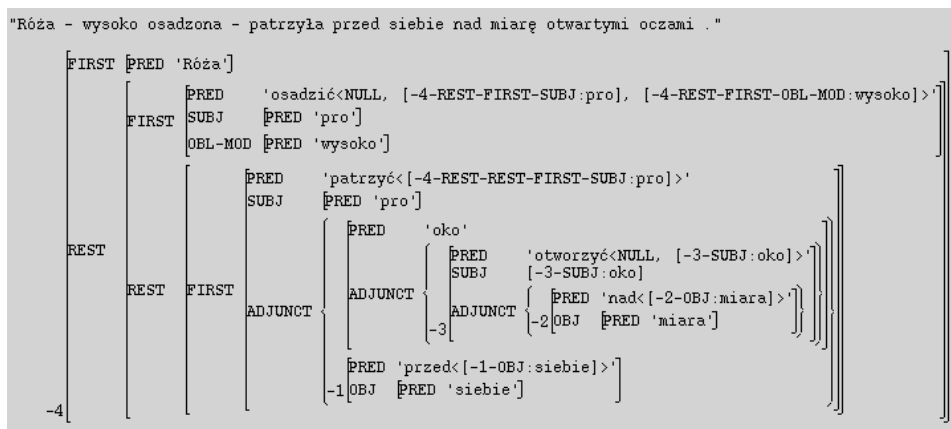 "Róża - wysoko osadzona - patrzyła przed siebie nad miarę otwartymi oczami ."
FIRST [PRED 'Róża']
PRED 'osadzić<NULL, [-4-REST-FIRST-SUBJ:pro], [-4-REST-FIRST-OBL-MOD:wysoko]>'
FIRST SUBJ [PRED 'pro']
OBL-MOD [PRED 'wysoko']
PRED 'patrzyć<[-4-REST-REST-FIRST-SUBJ:pro]>'
SUBJ [PRED 'pro']
PRED 'oko'
REST
PRED 'otworzyć<NULL, [-3-SUBJ:oko]>'
SUBJ [-3-SUBJ:oko]
REST FIRST
ADJUNCT
ADJUNCT
ADJUNCT
PRED 'nad<[-2-OBJ:miara]>'
-3
-2 OBJ [PRED 'miara']
PRED 'przed<[-1-OBJ:siebie]>'
-1 OBJ [PRED 'siebie']
-4